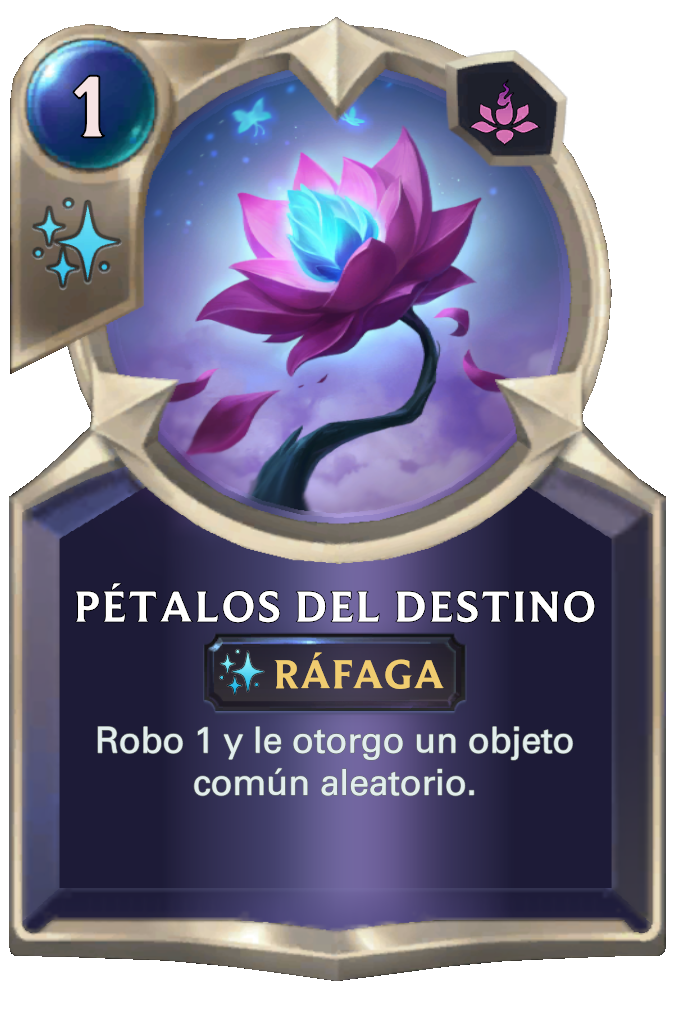 1
PÉTALOS DEL DESTINO
RÁFAGA
Robo 1 y le otorgo un objeto
común aleatorio.